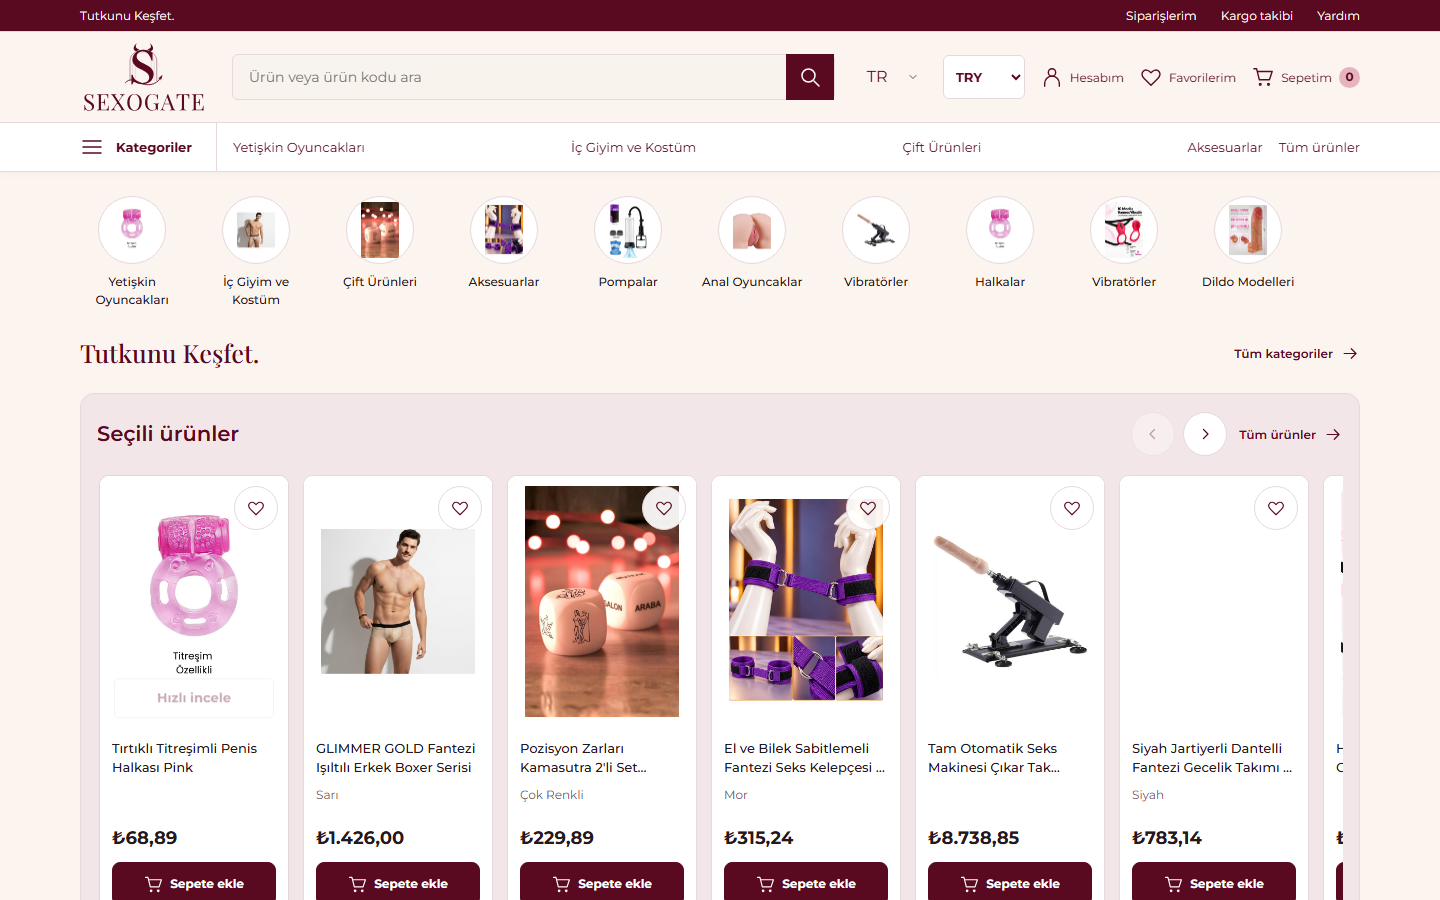 Tutkunu Keşfet.
Siparişlerim
Kargo takibi
Yardım
S
SEXOGATE
Ürün veya ürün kodu ara
TR
TRY
Hesabım
Favorilerim
Sepetim
0
Kategoriler
Yetişkin Oyuncakları
İç Giyim ve Kostüm
Çift Ürünleri
Aksesuarlar
Tüm ürünler
Yetişkin
Oyuncakları
İç Giyim ve
Kostüm
Çift Ürünleri
Aksesuarlar
Pompalar
Anal Oyuncaklar
Vibratörler
Halkalar
Vibratörler
Dildo Modelleri
Tutkunu Keşfet.
Tüm kategoriler
Seçili ürünler
Tüm ürünler
Titreşim
Özellikli
Hızlı incele
SALON
ARABA
Tırtıklı Titreşimli Penis
Halkası Pink
₺68,89
Sepete ekle
GLIMMER GOLD Fantezi
Işıltılı Erkek Boxer Serisi
Sarı
₺1.426,00
Sepete ekle
Pozisyon Zarları
Kamasutra 2'li Set...
Çok Renkli
₺229,89
Sepete ekle
El ve Bilek Sabitlemeli
Fantezi Seks Kelepçesi ...
Mor
₺315,24
Sepete ekle
Tam Otomatik Seks
Makinesi Çıkar Tak...
₺8.738,85
Sepete ekle
Siyah Jartiyerli Dantelli
Fantezi Gecelik Takımı ...
Siyah
₺783,14
Sepete ekle